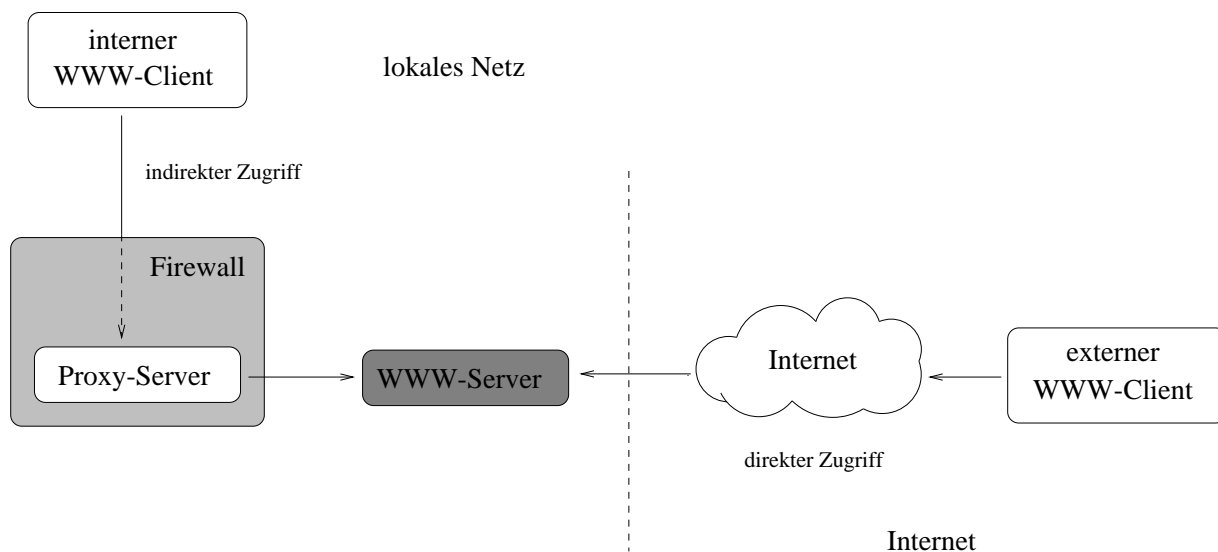 interner
WWW-Client
lokales Netz
indirekter Zugriff
Firewall
Proxy-Server
WWW-Server
Internet
externer
WWW-Client
direkter Zugriff
Internet